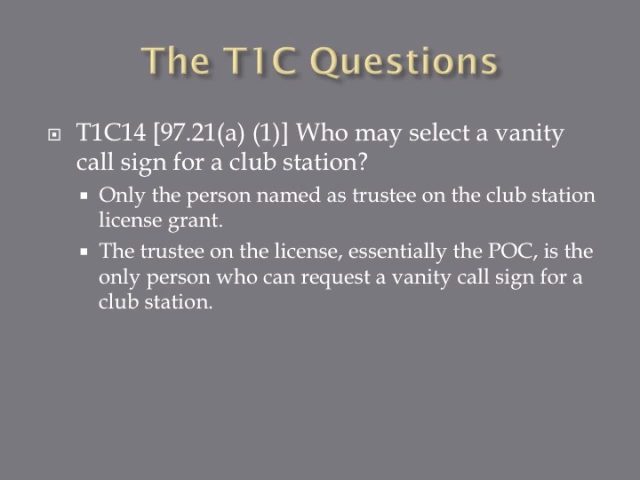 The T1C Questions
T1C14 [97.21(a) (1)] Who may select a vanity
call sign for a club station?
Only the person named as trustee on the club station
license grant.
The trustee on the license, essentially the POC, is the
only person who can request a vanity call sign for a
club station.